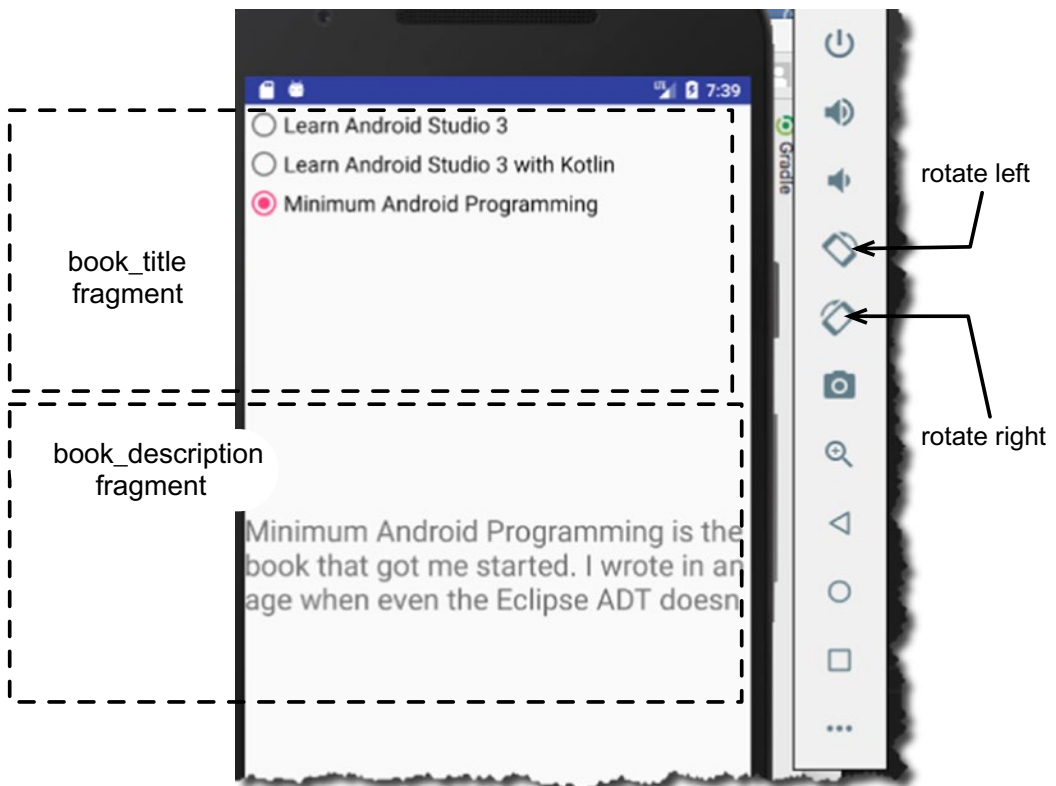 LTE 7:39
Learn Android Studio 3
Learn Android Studio 3 with Kotlin
Minimum Android Programming
book_title
fragment
book_description
fragment
Minimum Android Programming is the
book that got me started. I wrote in an
age when even the Eclipse ADT doesn
Gradle
rotate left
rotate right